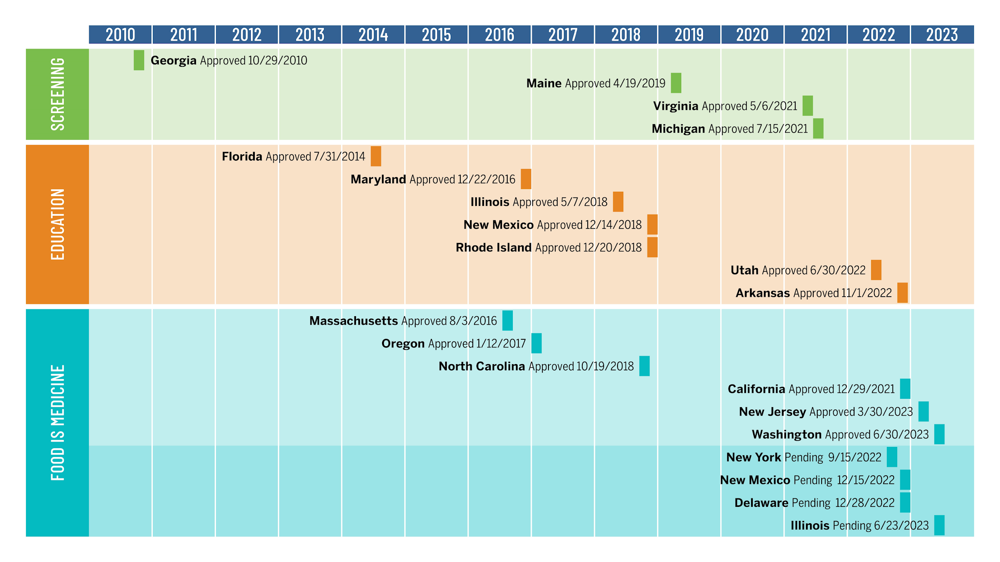 2010 2011 2012 2013 2014 2015 2016 2017 2018 2019 2020 2021 2022 2023
SCREENING
Georgia Approved 10/29/2010
Maine Approved 4/19/2019
Virginia Approved 5/6/2021
Michigan Approved 7/15/2021
EDUCATION
Florida Approved 7/31/2014
Maryland Approved 12/22/2016
Illinois Approved 5/7/2018
New Mexico Approved 12/14/2018
Rhode Island Approved 12/20/2018
Utah Approved 6/30/2022
Arkansas Approved 11/1/2022
FOOD IS MEDICINE
Massachusetts Approved 8/3/2016
Oregon Approved 1/12/2017
North Carolina Approved 10/19/2018
California Approved 12/29/2021
New Jersey Approved 3/30/2023
Washington Approved 6/30/2023
New York Pending 9/15/2022
New Mexico Pending 12/15/2022
Delaware Pending 12/28/2022
Illinois Pending 6/23/2023